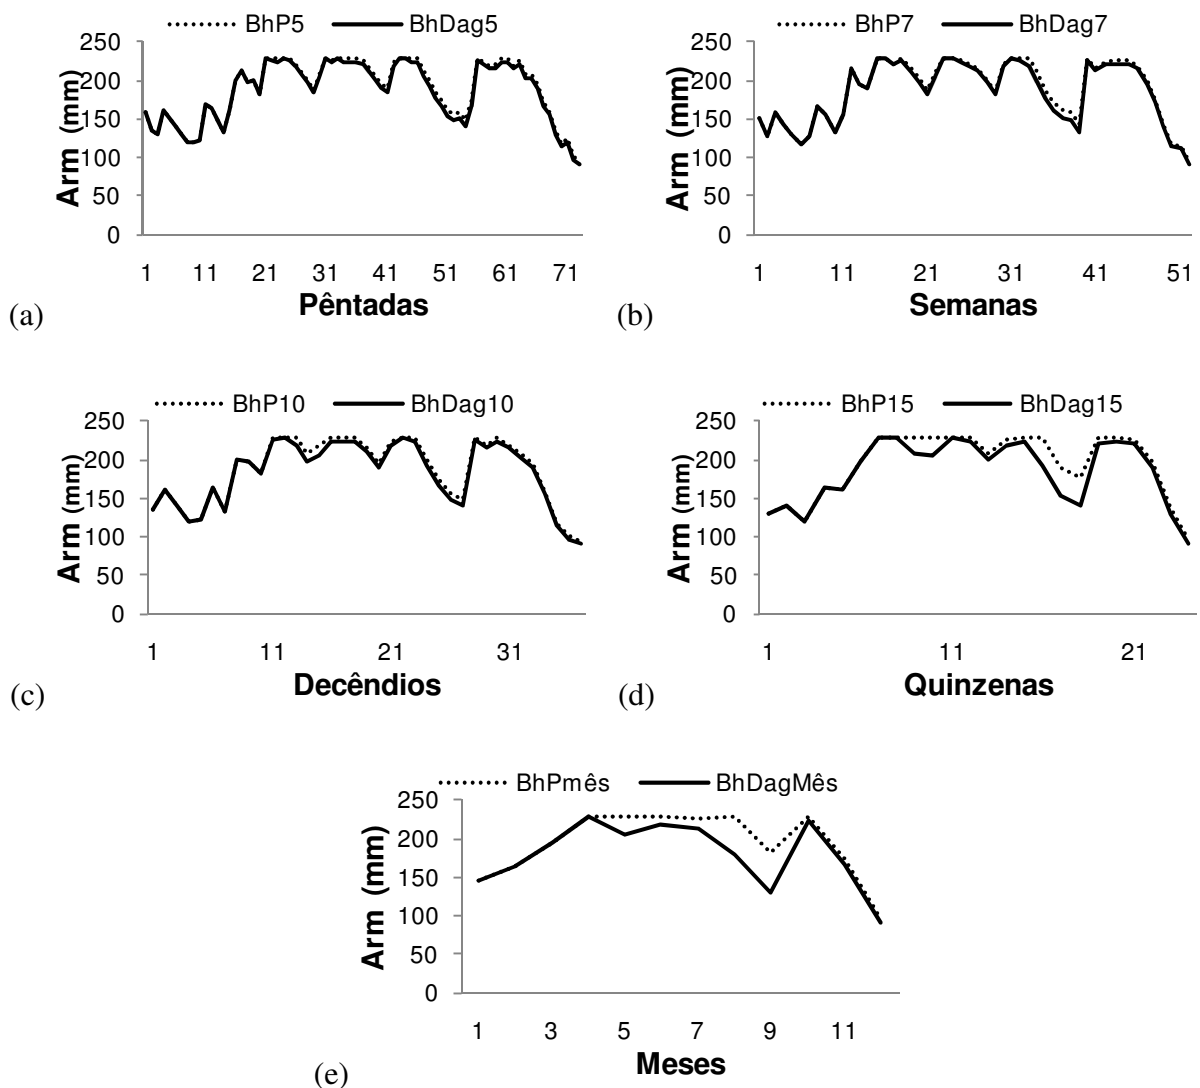 BhP5 BhDag5
250
200
150
100
50
0
Arm (mm)
1 11 21 31 41 51 61 71
Pêntadas
(a)
BhP7 BhDag7
250
200
150
100
50
0
Arm (mm)
1 11 21 31 41 51
Semanas
(b)
BhP10 BhDag10
250
200
150
100
50
0
Arm (mm)
1 11 21 31
Decêndios
(c)
BhP15 BhDag15
250
200
150
100
50
0
Arm (mm)
1 11 21
Quinzenas
(d)
BhPmês BhDagMês
250
200
150
100
50
0
Arm (mm)
1 3 5 7 9 11
Meses
(e)